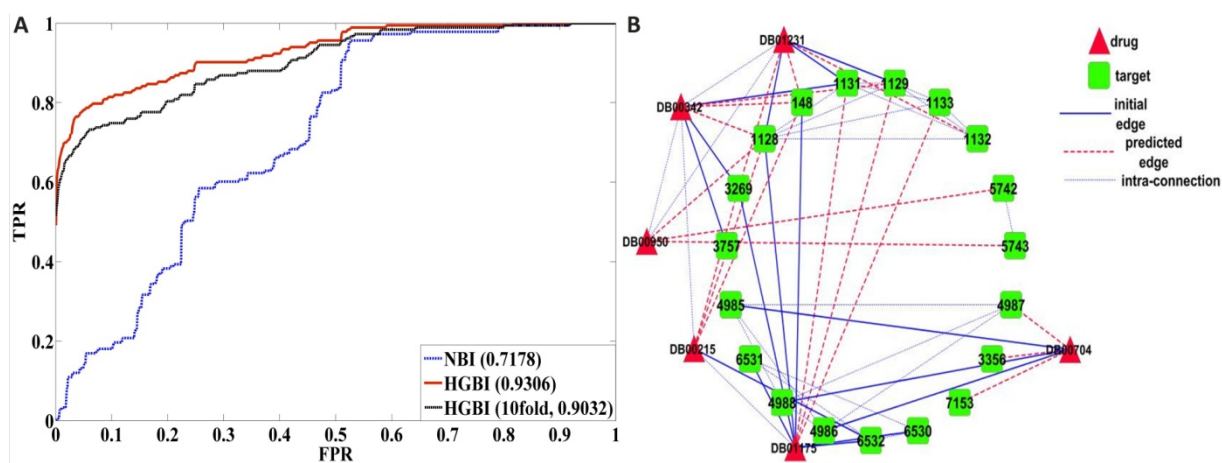 A
1
0.8
0.6
0.4
0.2
0
TPR
0 0.1 0.2 0.3 0.4 0.5 0.6 0.7 0.8 0.9 1
FPR
NBI (0.7178)
HGBI (0.9306)
HGBI (10fold, 0.9032)
B
DB01231
DB00342
1131
1129
148
1133
1128
1132
3269
5742
DB00950
3757
5743
4985
4987
DB00215
6531
3356
DB00704
4988
7153
4986
6532
6530
DB01175
drug
target
initial
edge
predicted
edge
intra-connection